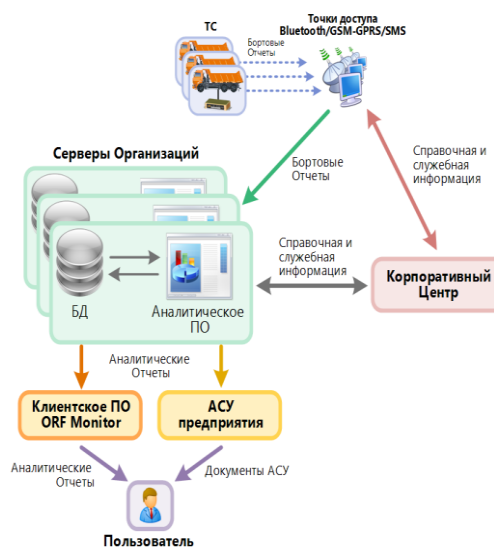 ТС
Точки доступа
Bluetooth/GSM-GPRS/SMS
Бортовые
Отчеты
Справочная и
служебная
информация
Серверы Организаций
Бортовые
Отчеты
Справочная и
служебная
информация
Корпоративный
Центр
БД
Аналитическое
ПО
Аналитические
Отчеты
Клиентское ПО
ORF Monitor
АСУ
предприятия
Аналитические
Отчеты
Документы АСУ
Пользователь